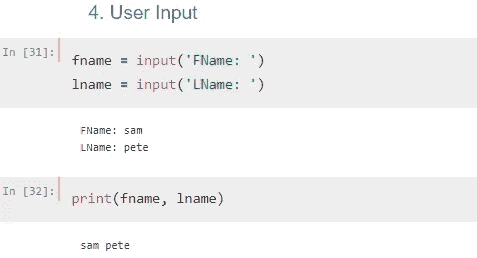 4. User Input
In [31]:
fname = input('FName: ')
lname = input('LName: ')
FName: sam
LName: pete
In [32]:
print(fname, lname)
sam pete